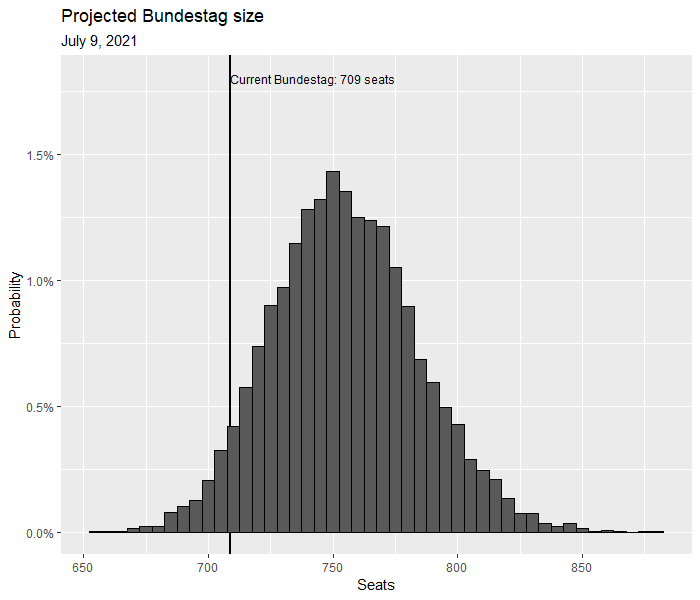 Projected Bundestag size
July 9, 2021
Current Bundestag: 709 seats
1.5%
1.0%
0.5%
0.0%
Probability
650 700 750 800 850
Seats